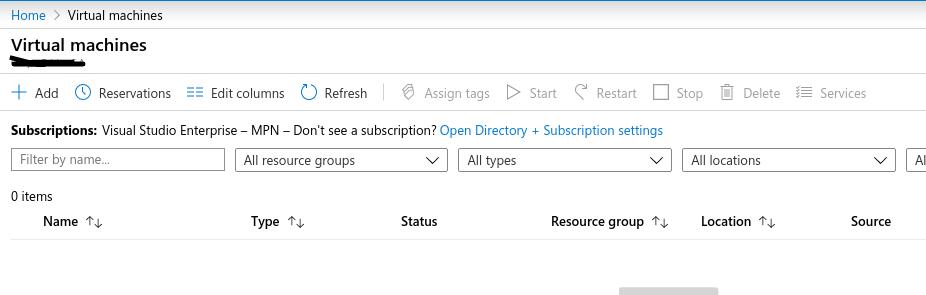 Home > Virtual machines
Virtual machines
Add Reservations Edit columns Refresh Assign tags Start Restart Stop Delete Services
Subscriptions: Visual Studio Enterprise – MPN – Don't see a subscription? Open Directory + Subscription settings
Filter by name... All resource groups All types All locations Al
0 items
Name Type Status Resource group Location Source